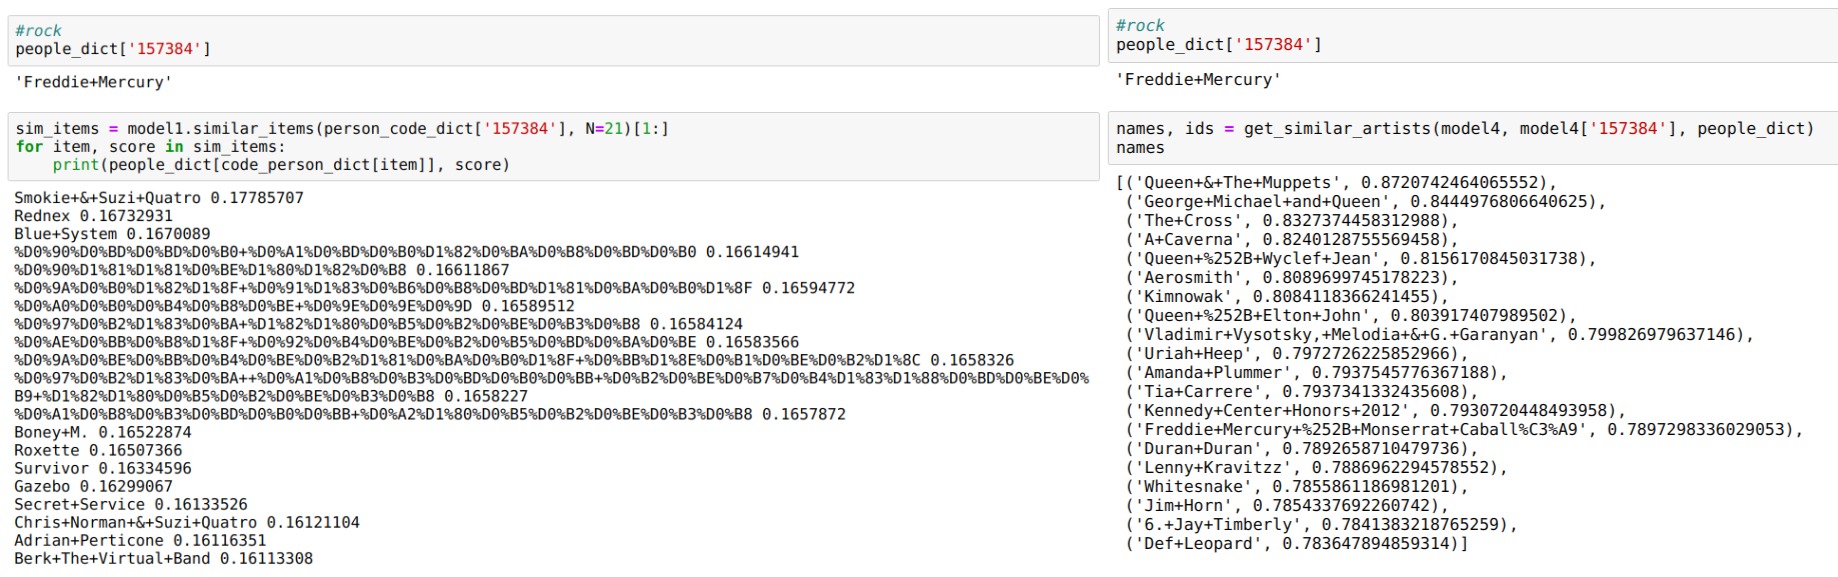 #rock
people_dict['157384']
'Freddie+Mercury'
sim_items = model1.similar_items(person_code_dict['157384'], N=21)[1:]
for item, score in sim_items:
    print(people_dict[code_person_dict[item]], score)
Smokie+&+Suzi+Quatro 0.17785707
Rednex 0.16732931
Blue+System 0.1670089
%D0%90%D0%BD%D0%BD%D0%B0+%D0%A1%D0%BD%D0%B0%D1%82%D0%BA%D0%B8%D0%BD%D0%B0 0.16614941
%D0%90%D1%81%D1%81%D0%BE%D1%80%D1%82%D0%B8 0.16611867
%D0%9A%D0%B0%D1%82%D1%8F+%D0%91%D1%83%D0%B6%D0%B8%D0%BD%D1%81%D0%BA%D0%B0%D1%8F 0.16594772
%D0%A0%D0%B0%D0%B4%D0%B8%D0%BE+%D0%9E%D0%9E%D0%9D 0.16589512
%D0%97%D0%B2%D1%83%D0%BA+%D1%82%D1%80%D0%B5%D0%B2%D0%BE%D0%B3%D0%B8 0.16584124
%D0%AE%D0%BB%D0%B8%D1%8F+%D0%92%D0%B4%D0%BE%D0%B2%D0%B5%D0%BD%D0%BA%D0%BE 0.16583566
%D0%9A%D0%BE%D0%BB%D0%B4%D0%BE%D0%B2%D1%81%D0%BA%D0%B0%D1%8F+%D0%BB%D1%8E%D0%B1%D0%BE%D0%B2%D1%8C 0.1658326
%D0%97%D0%B2%D1%83%D0%BA++%D0%A1%D0%B8%D0%B3%D0%BD%D0%B0%D0%BB+%D0%B2%D0%BE%D0%B7%D0%B4%D1%83%D1%88%D0%BD%D0%BE%D0%
B9+%D1%82%D1%80%D0%B5%D0%B2%D0%BE%D0%B3%D0%B8 0.1658227
%D0%A1%D0%B8%D0%B3%D0%BD%D0%B0%D0%BB+%D0%A2%D1%80%D0%B5%D0%B2%D0%BE%D0%B3%D0%B8 0.1657872
Boney+M. 0.16522874
Roxette 0.16507366
Survivor 0.16334596
Gazebo 0.16299067
Secret+Service 0.16133526
Chris+Norman+&+Suzi+Quatro 0.16121104
Adrian+Perticone 0.16116351
Berk+The+Virtual+Band 0.16113308
#rock
people_dict['157384']
'Freddie+Mercury'
names, ids = get_similar_artists(model4, model4['157384'], people_dict)
names
[('Queen+&+The+Muppets', 0.8720742464065552),
('George+Michael+and+Queen', 0.8444976806640625),
('The+Cross', 0.8327374458312988),
('A+Caverna', 0.8240128755569458),
('Queen+%252B+Wyclef+Jean', 0.8156170845031738),
('Aerosmith', 0.8089699745178223),
('Kimnowak', 0.8084118366241455),
('Queen+%252B+Elton+John', 0.803917407989502),
('Vladimir+Vysotsky,+Melodia+&+G.+Garanyan', 0.799826979637146),
('Uriah+Heep', 0.7972726225852966),
('Amanda+Plummer', 0.7937545776367188),
('Tia+Carrere', 0.7937341332435608),
('Kennedy+Center+Honors+2012', 0.7930720448493958),
('Freddie+Mercury+%252B+Monserrat+Caball%C3%A9', 0.7897298336029053),
('Duran+Duran', 0.7892658710479736),
('Lenny+Kravitzz', 0.7886962294578552),
('Whitesnake', 0.7855861186981201),
('Jim+Horn', 0.7854337692260742),
('6.+Jay+Timberly', 0.7841383218765259),
('Def+Leopard', 0.783647894859314)]